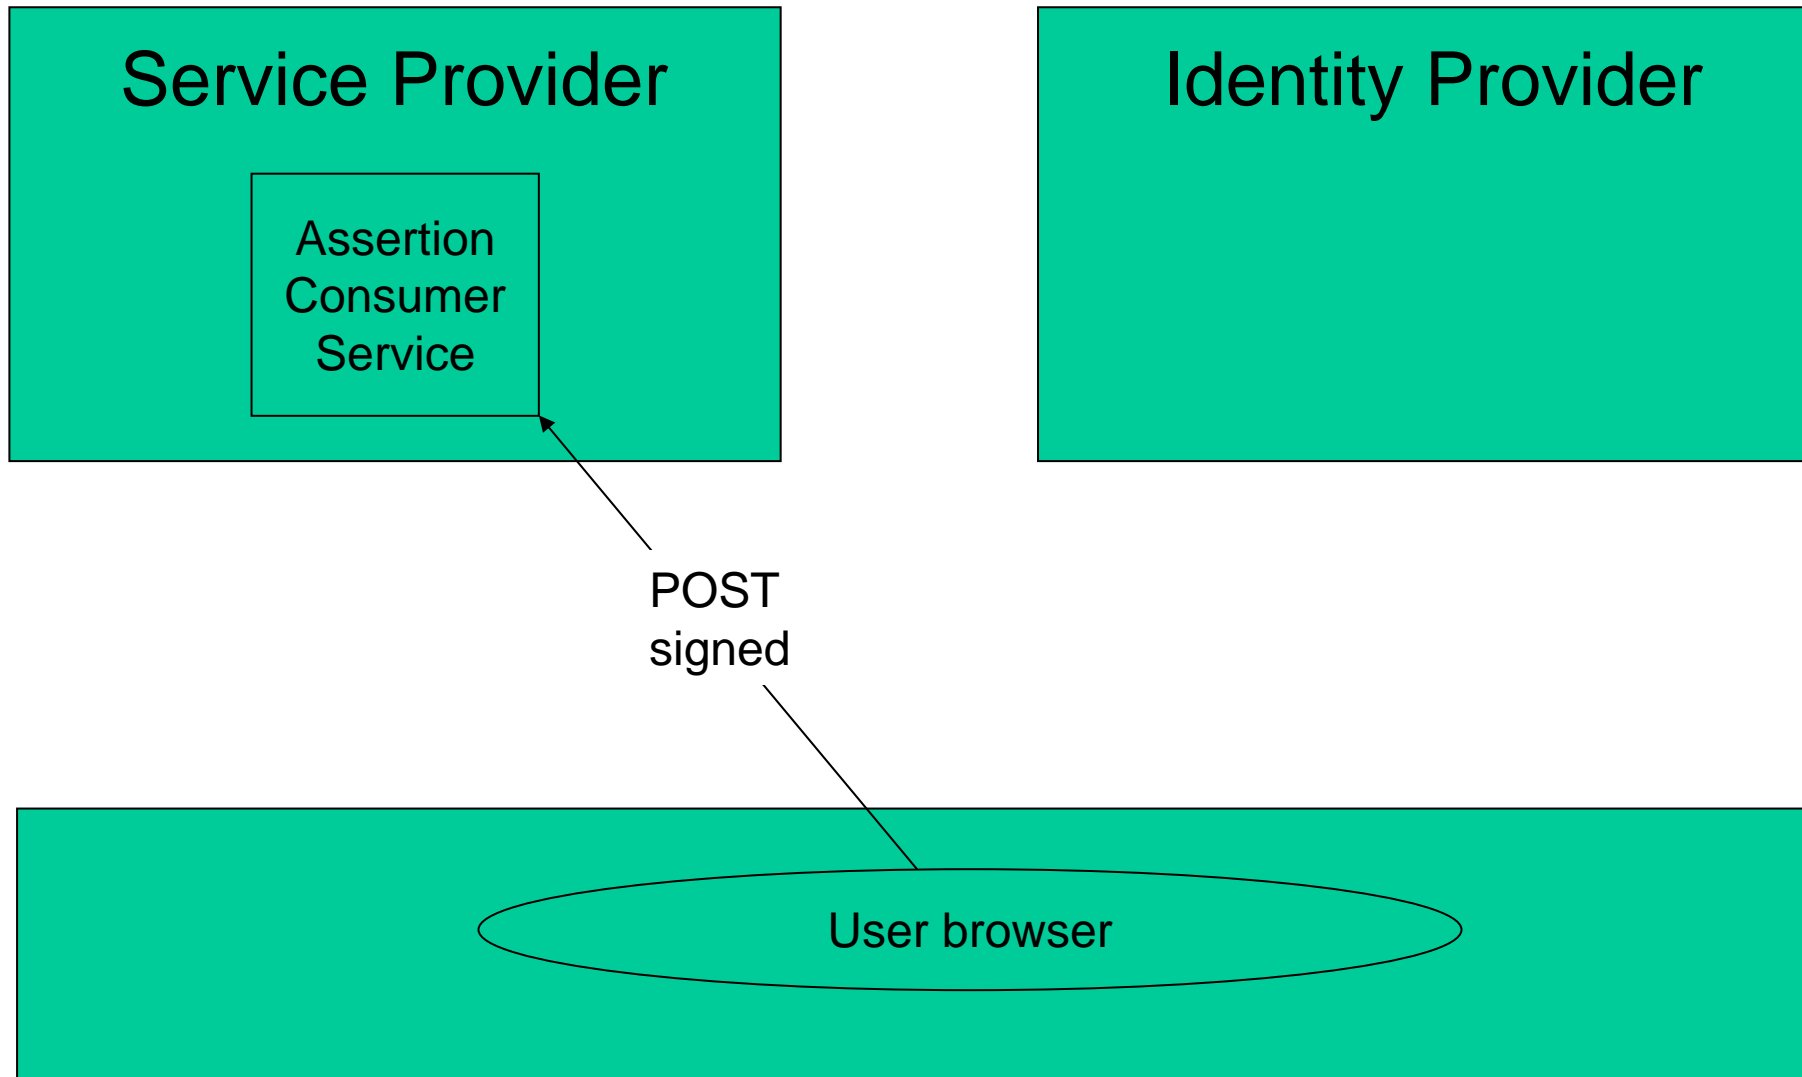 Service Provider
Identity Provider
Assertion
Consumer
Service
POST
signed
User browser